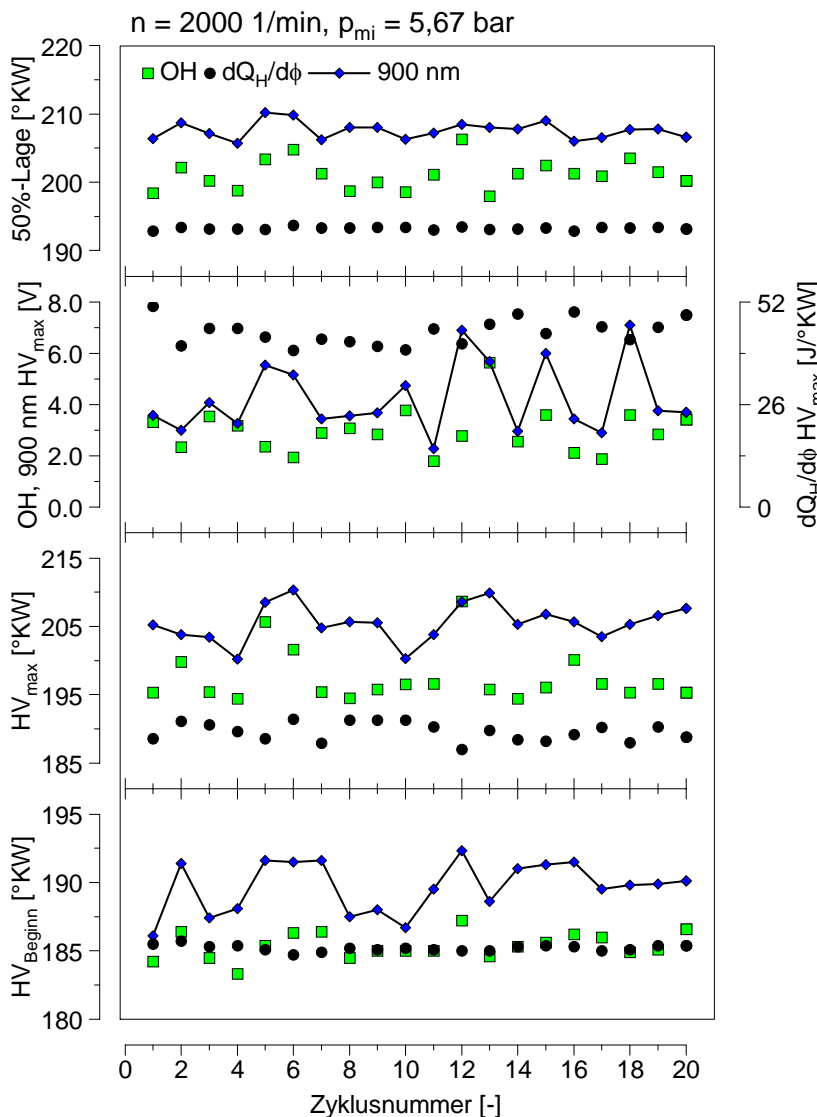 n = 2000 1/min, p_mi = 5,67 bar
OH dQ_H/dϕ 900 nm
50%-Lage [°KW]
220
210
200
190
OH, 900 nm HV_max [V]
8.0
6.0
4.0
2.0
0.0
dQ_H/dϕ HV_max [J/°KW]
52
26
0
HV_max [°KW]
215
205
195
185
HV_Beginn [°KW]
195
190
185
180
0 2 4 6 8 10 12 14 16 18 20
Zyklusnummer [-]